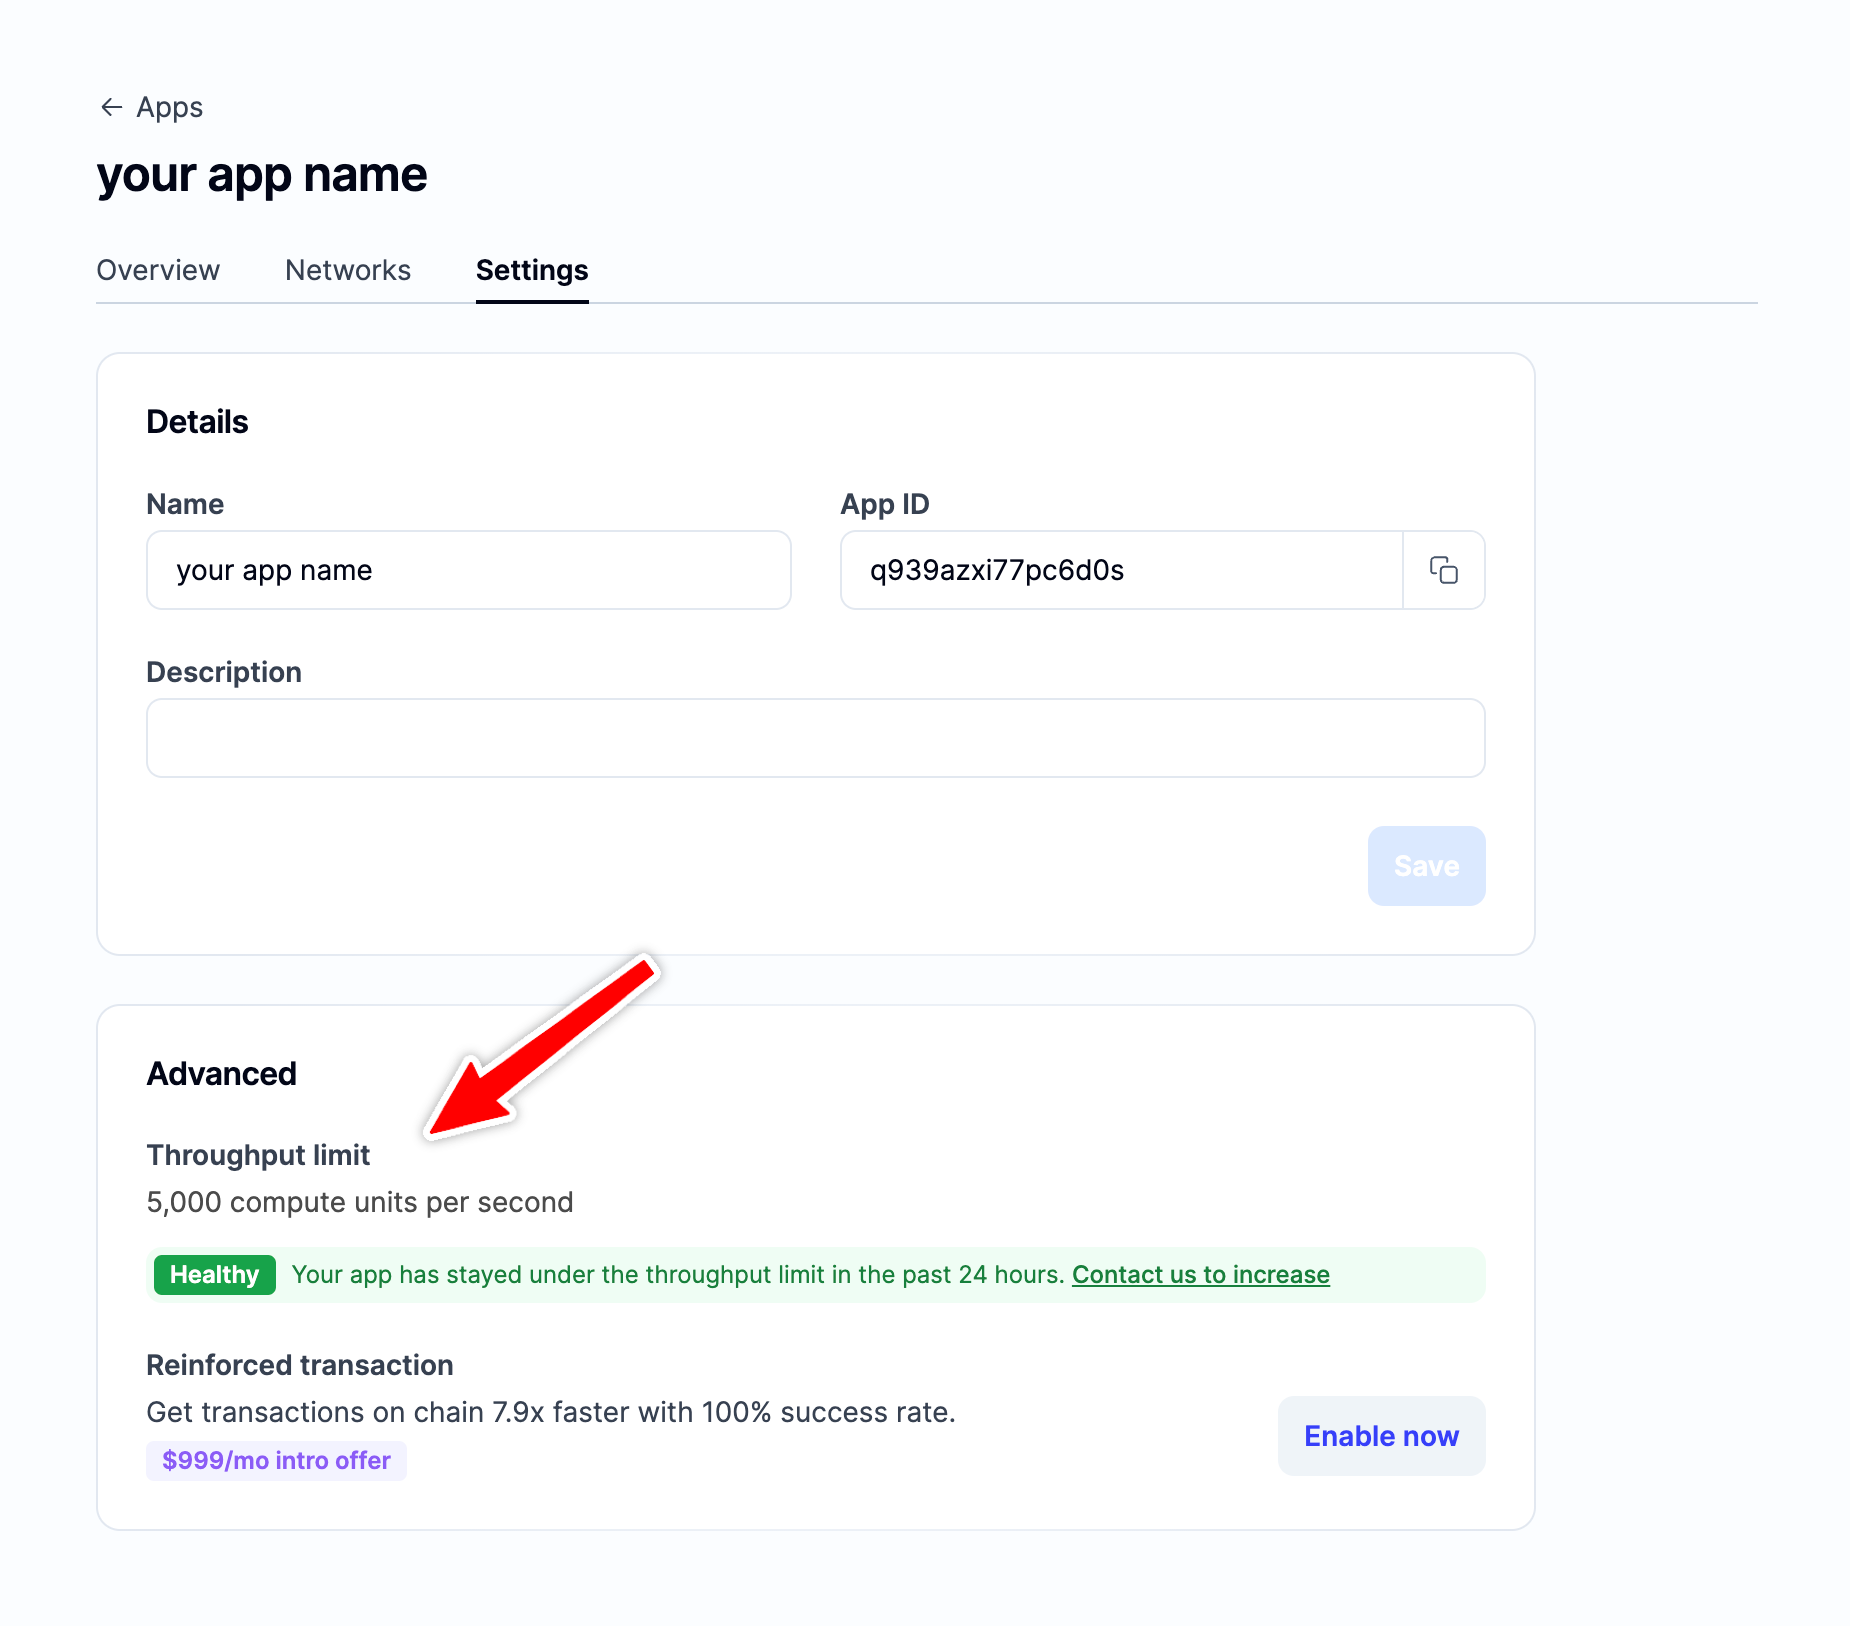 ← Apps
your app name
Overview Networks Settings
Details
Name App ID
your app name q939azxi77pc6d0s
Description
Save
Advanced
Throughput limit
5,000 compute units per second
Healthy Your app has stayed under the throughput limit in the past 24 hours. Contact us to increase
Reinforced transaction
Get transactions on chain 7.9x faster with 100% success rate.
Enable now
$999/mo intro offer